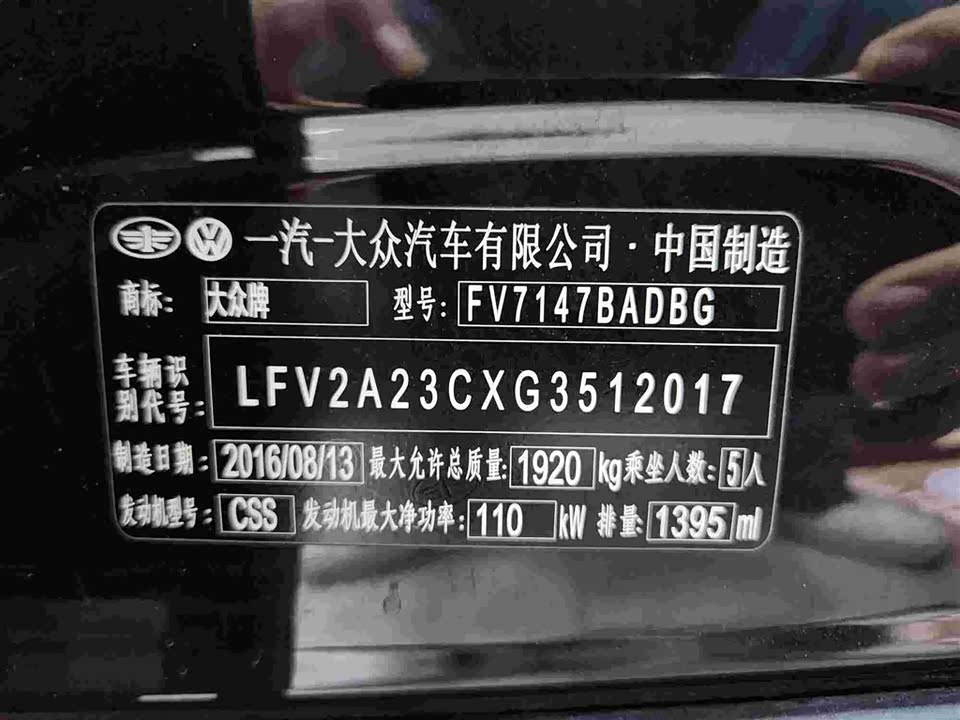 一汽-大众汽车有限公司·中国制造
商标: 大众牌 型号: FV7147BADBG
车辆识
别代号: LFV2A23CXG3512017
制造日期: 2016/08/13 最大允许总质量: 1920 kg 乘坐人数: 5 人
发动机型号: CSS 发动机最大净功率: 110 kW 排量: 1395 ml